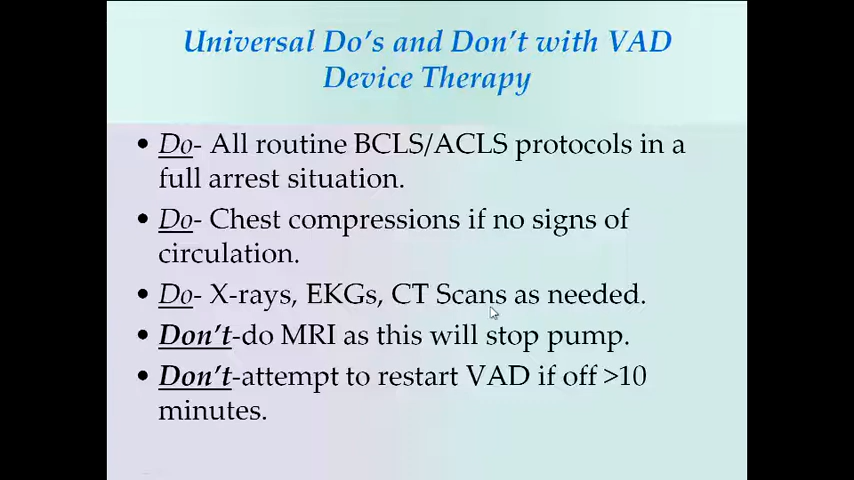 Universal Do's and Don't with VAD
Device Therapy
• Do- All routine BCLS/ACLS protocols in a
full arrest situation.
• Do- Chest compressions if no signs of
circulation.
• Do- X-rays, EKGs, CT Scans as needed.
• Don't-do MRI as this will stop pump.
• Don't-attempt to restart VAD if off >10
minutes.